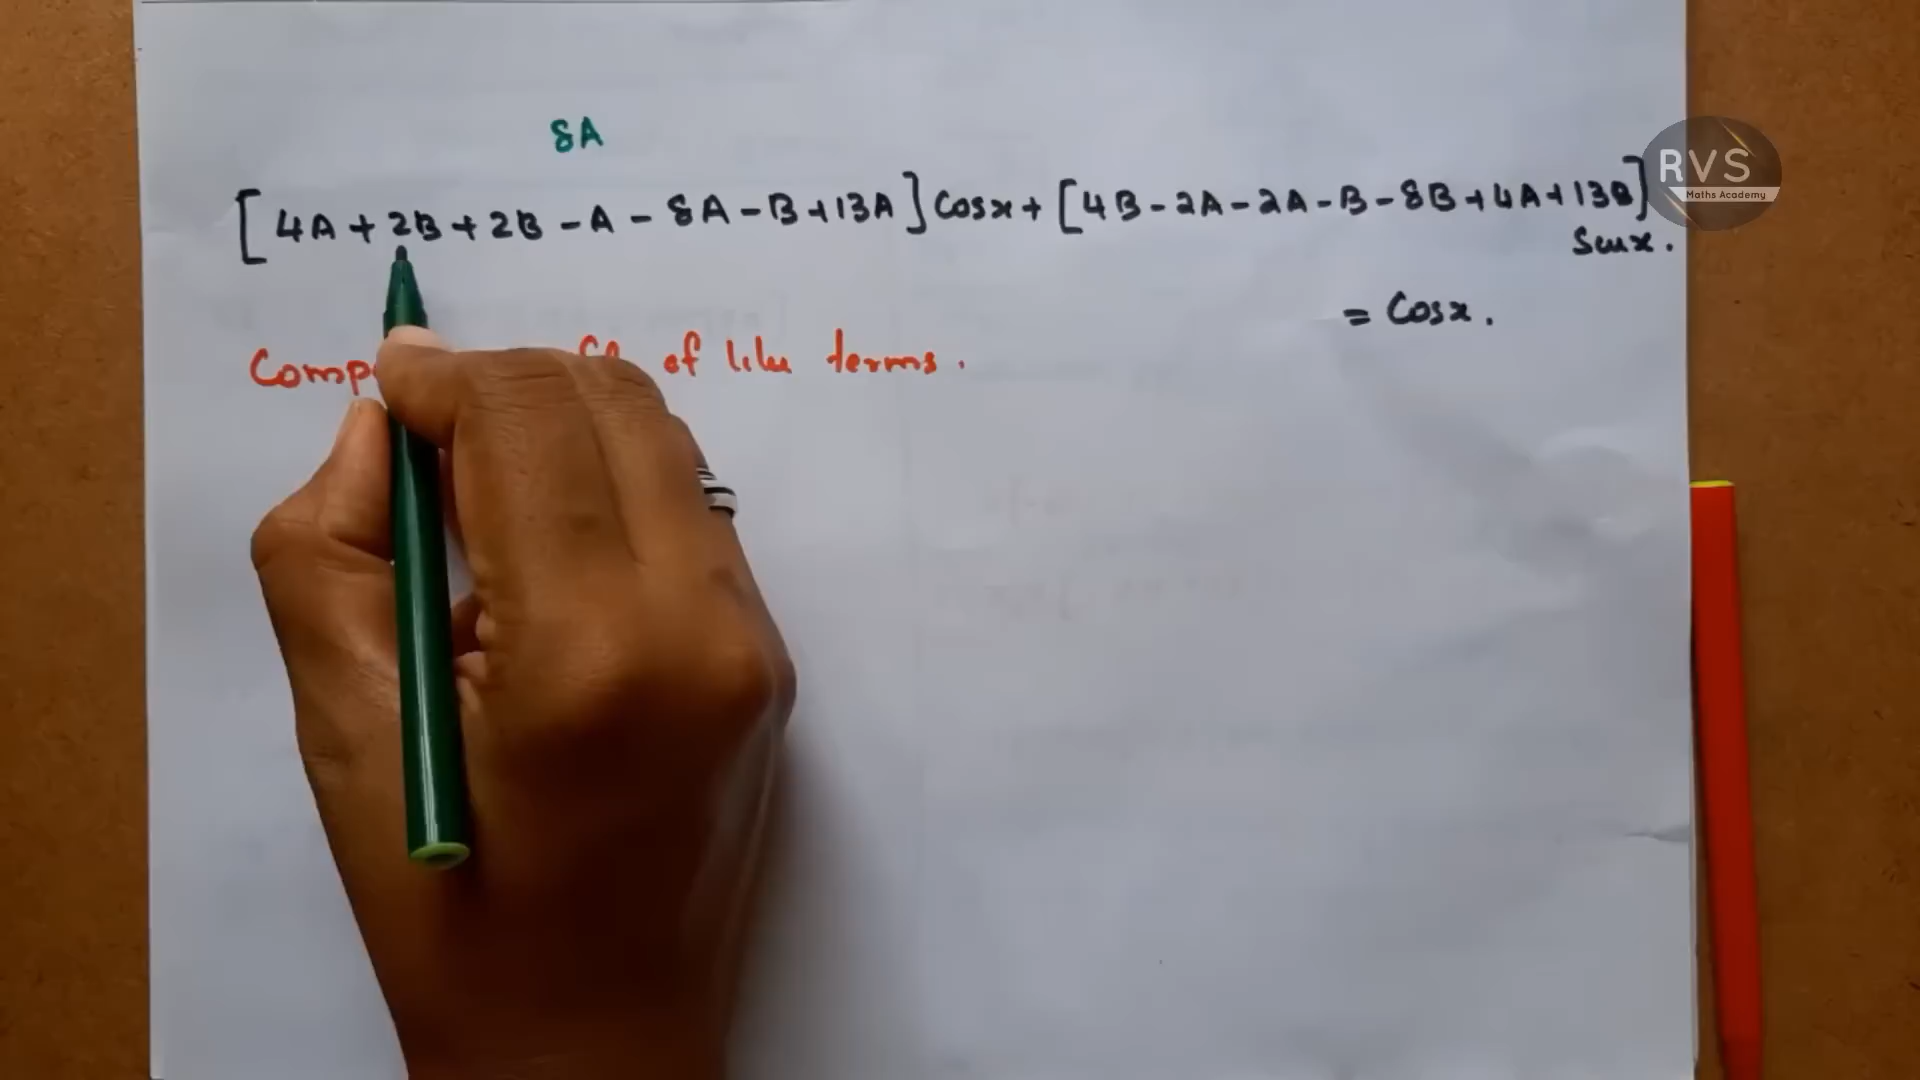 8A
[4A + 2B + 2B - A - 8A - B + 13A] Cosx + [4B - 2A - 2A - B - 8B + 4A + 13B]
Sinx.
= Cosx.
of like terms.
RVS
Maths Academy